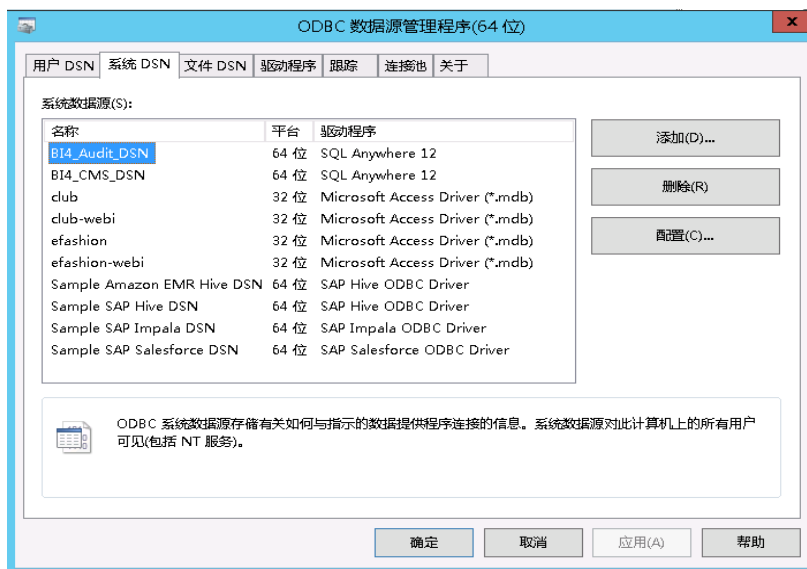 ODBC 数据源管理程序(64 位)
x
用户 DSN 系统 DSN 文件 DSN 驱动程序 跟踪 连接池 关于
系统数据源(S):
名称 平台 驱动程序
BI4_Audit_DSN 64 位 SQL Anywhere 12
BI4_CMS_DSN 64 位 SQL Anywhere 12
club 32 位 Microsoft Access Driver (*.mdb)
club-webi 32 位 Microsoft Access Driver (*.mdb)
efashion 32 位 Microsoft Access Driver (*.mdb)
efashion-webi 32 位 Microsoft Access Driver (*.mdb)
Sample Amazon EMR Hive DSN 64 位 SAP Hive ODBC Driver
Sample SAP Hive DSN 64 位 SAP Hive ODBC Driver
Sample SAP Impala DSN 64 位 SAP Impala ODBC Driver
Sample SAP Salesforce DSN 64 位 SAP Salesforce ODBC Driver
添加(D)...
删除(R)
配置(C)...
ODBC 系统数据源存储有关如何与指示的数据提供程序连接的信息。系统数据源对此计算机上的所有用户
可见(包括 NT 服务)。
确定 取消 应用(A) 帮助